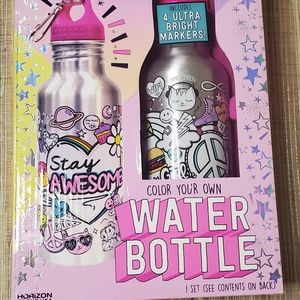 INCLUDES
4 ULTRA
BRIGHT
MARKERS!
Stay
AWESOME
COLOR YOUR OWN
WATER
BOTTLE
1 SET (SEE CONTENTS ON BACK)
HORIZON